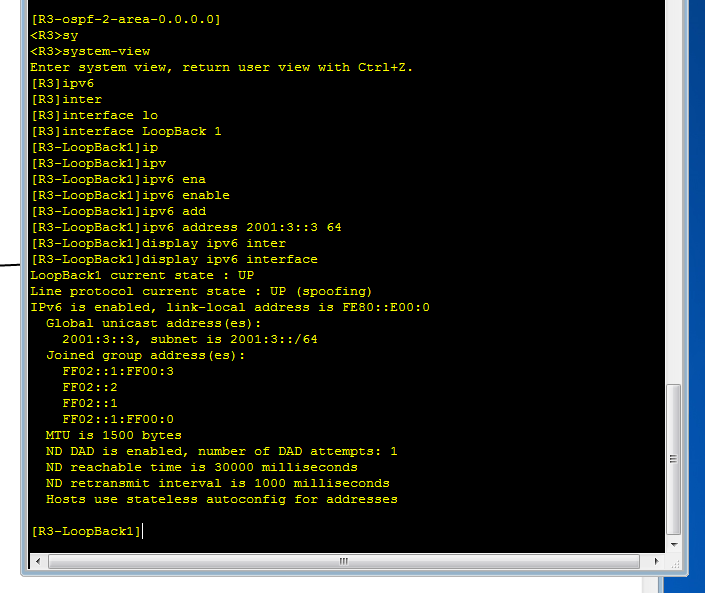 [R3-ospf-2-area-0.0.0.0]
<R3>sy
<R3>system-view
Enter system view, return user view with Ctrl+Z.
[R3]ipv6
[R3]inter
[R3]interface lo
[R3]interface LoopBack 1
[R3-LoopBack1]ip
[R3-LoopBack1]ipv
[R3-LoopBack1]ipv6 ena
[R3-LoopBack1]ipv6 enable
[R3-LoopBack1]ipv6 add
[R3-LoopBack1]ipv6 address 2001:3::3 64
[R3-LoopBack1]display ipv6 inter
[R3-LoopBack1]display ipv6 interface
LoopBack1 current state : UP
Line protocol current state : UP (spoofing)
IPv6 is enabled, link-local address is FE80::E00:0
  Global unicast address(es):
    2001:3::3, subnet is 2001:3::/64
  Joined group address(es):
    FF02::1:FF00:3
    FF02::2
    FF02::1
    FF02::1:FF00:0
  MTU is 1500 bytes
  ND DAD is enabled, number of DAD attempts: 1
  ND reachable time is 30000 milliseconds
  ND retransmit interval is 1000 milliseconds
  Hosts use stateless autoconfig for addresses
[R3-LoopBack1]